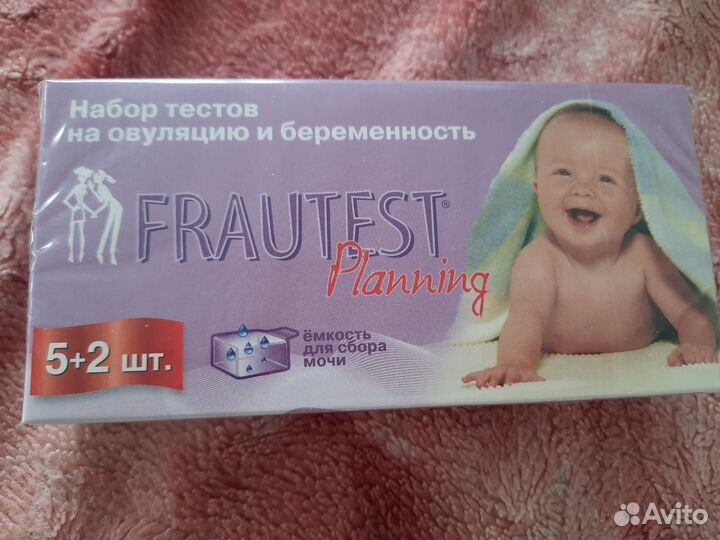 Набор тестов
на овуляцию и беременность
FRAUTEST®
Planning
5+2 шт.
ёмкость
для сбора
мочи
Avito